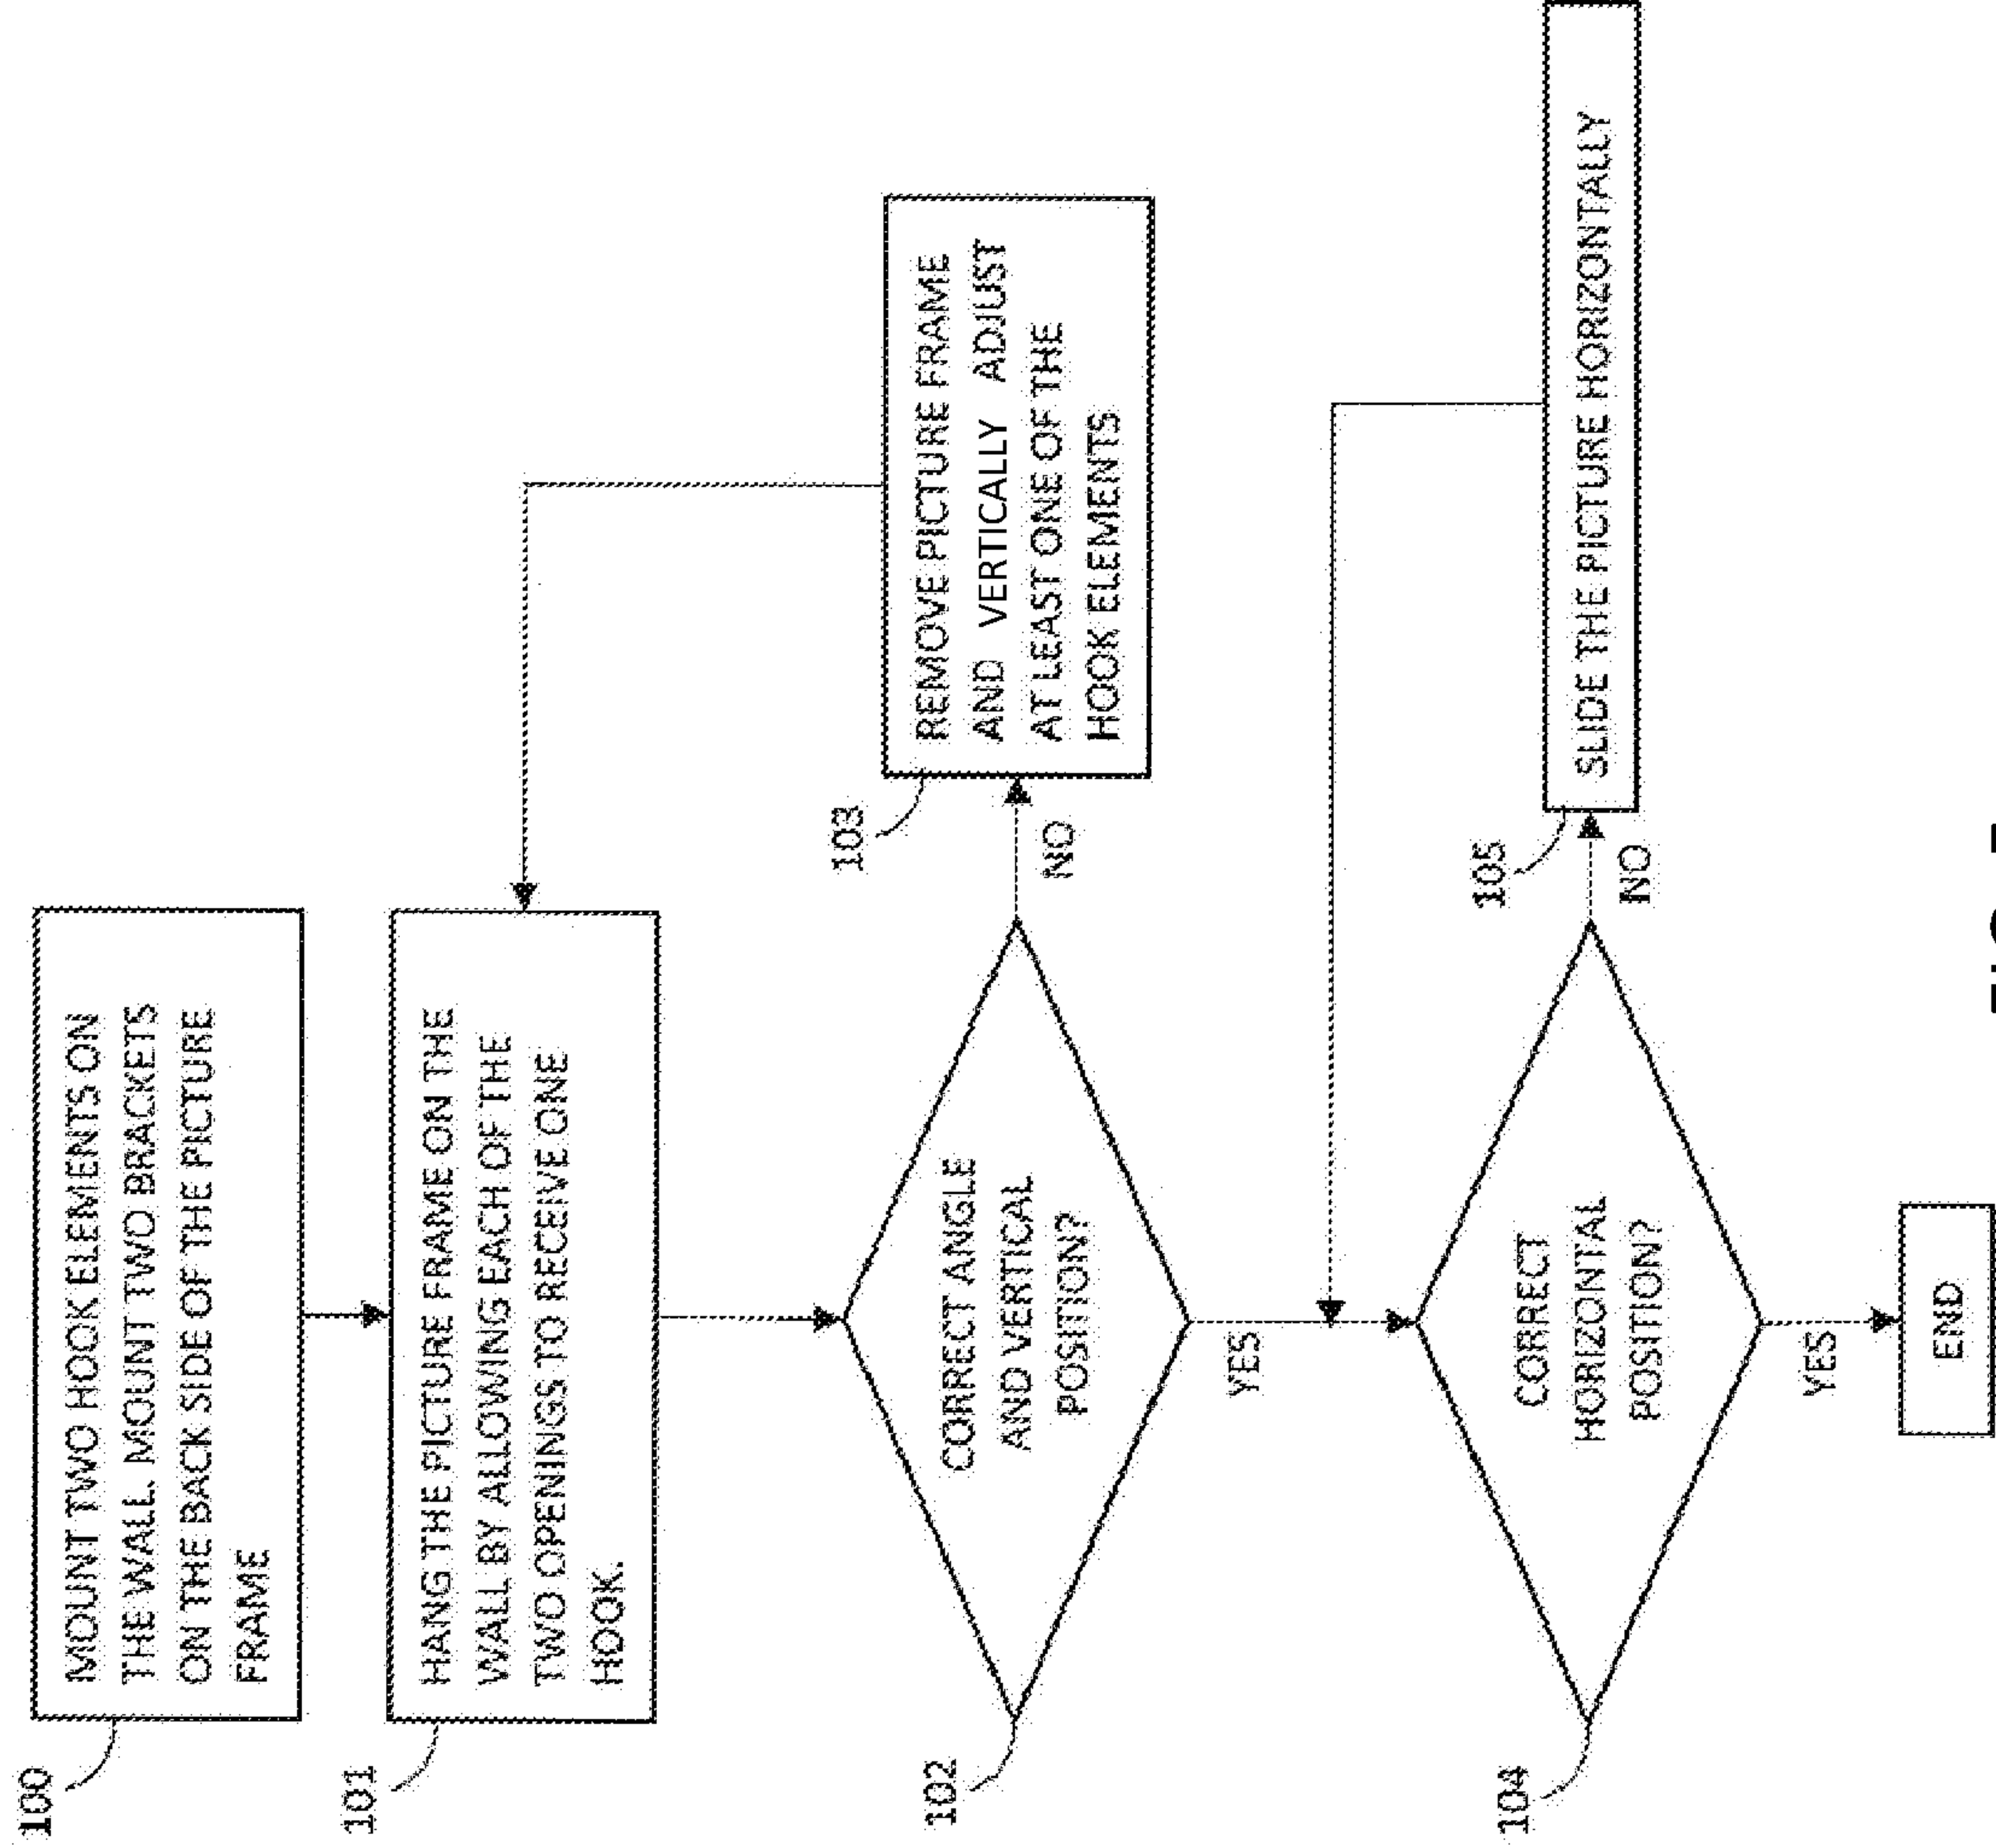 100
MOUNT TWO HOOK ELEMENTS ON
THE WALL. MOUNT TWO BRACKETS
ON THE BACK SIDE OF THE PICTURE
FRAME
101
HANG THE PICTURE FRAME ON THE
WALL BY ALLOWING EACH OF THE
TWO OPENINGS TO RECEIVE ONE
HOOK.
102
CORRECT ANGLE
AND VERTICAL
POSITION?
NO
103
REMOVE PICTURE FRAME
AND VERTICALLY ADJUST
AT LEAST ONE OF THE
HOOK ELEMENTS
YES
104
CORRECT
HORIZONTAL
POSITION?
NO
105
SLIDE THE PICTURE HORIZONTALLY
YES
END